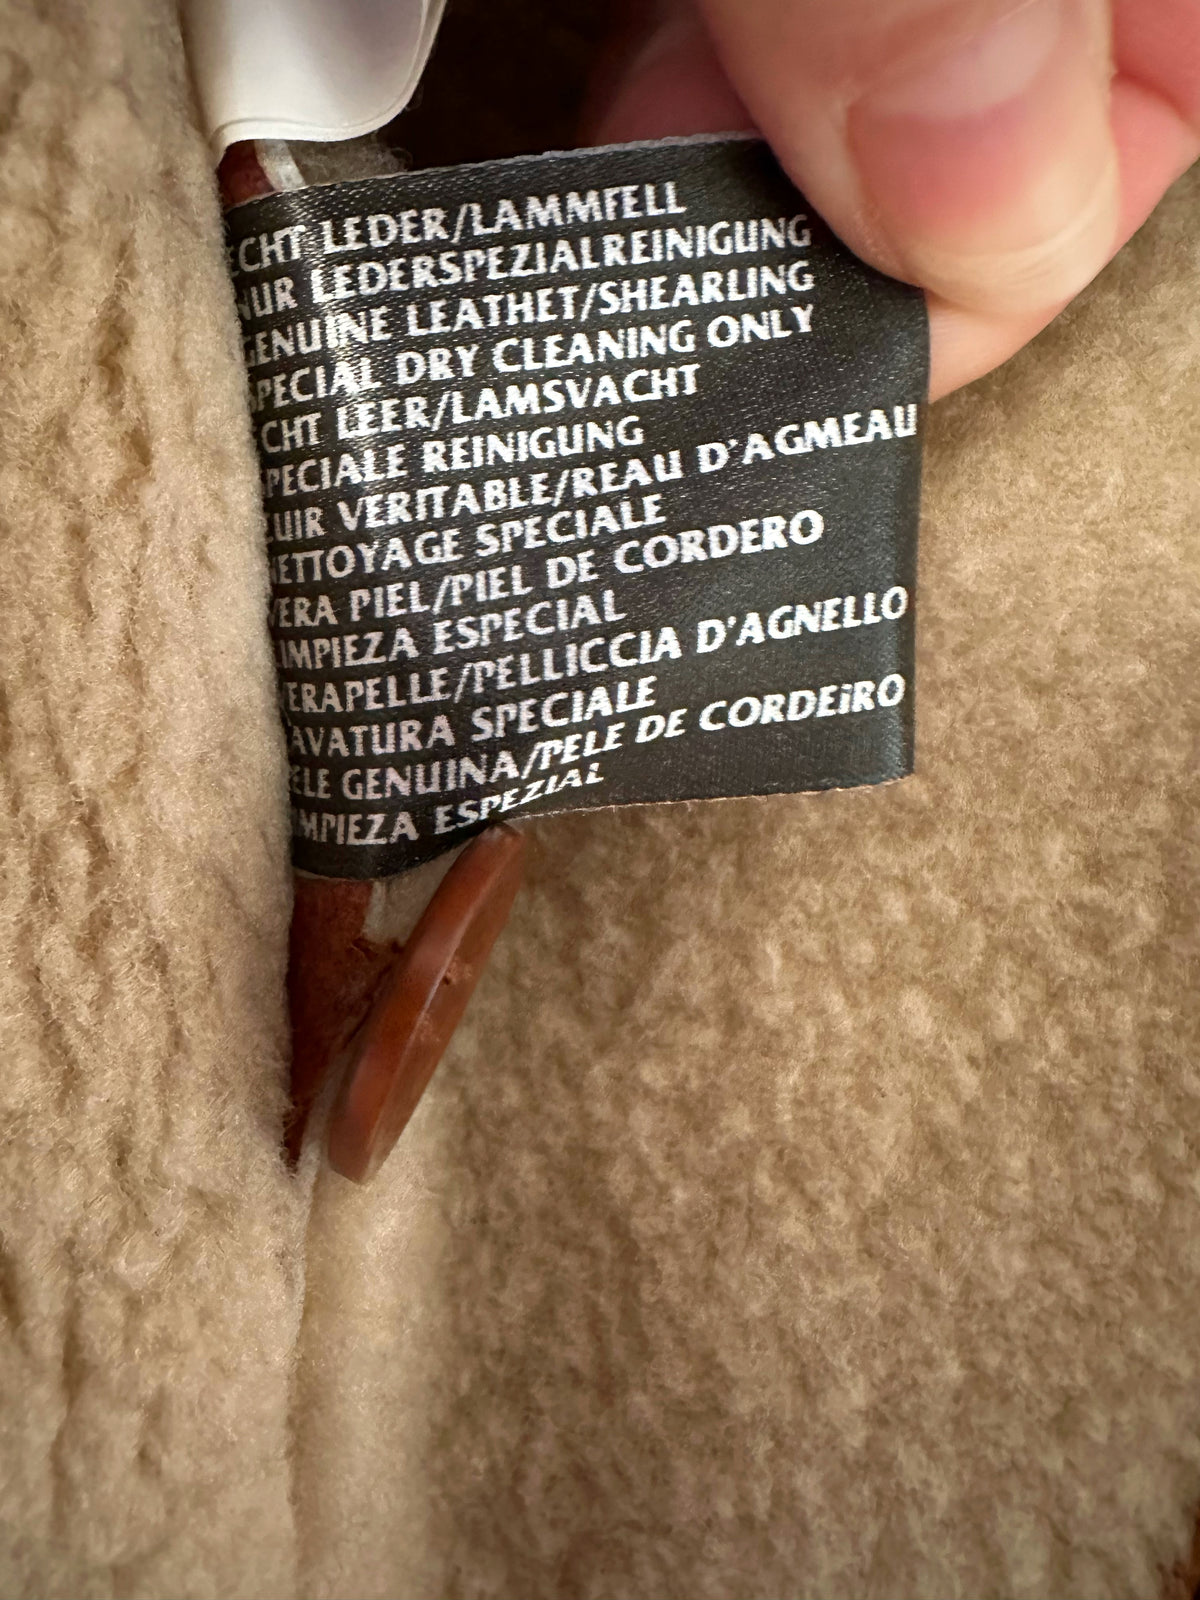 ECHT LEDER/LAMMFELL
NUR LEDERSPEZIALREINIGUNG
GENUINE LEATHET/SHEARLING
SPECIAL DRY CLEANING ONLY
ECHT LEER/LAMSVACHT
SPECIALE REINIGUNG
CUIR VERITABLE/REAU D'AGMEAU
NETTOYAGE SPECIALE
VERA PIEL/PIEL DE CORDERO
LIMPIEZA ESPECIAL
VERAPELLE/PELLICCIA D'AGNELLO
LAVATURA SPECIALE
PELE GENUINA/PELE DE CORDEiRO
LIMPIEZA ESPEZIAL